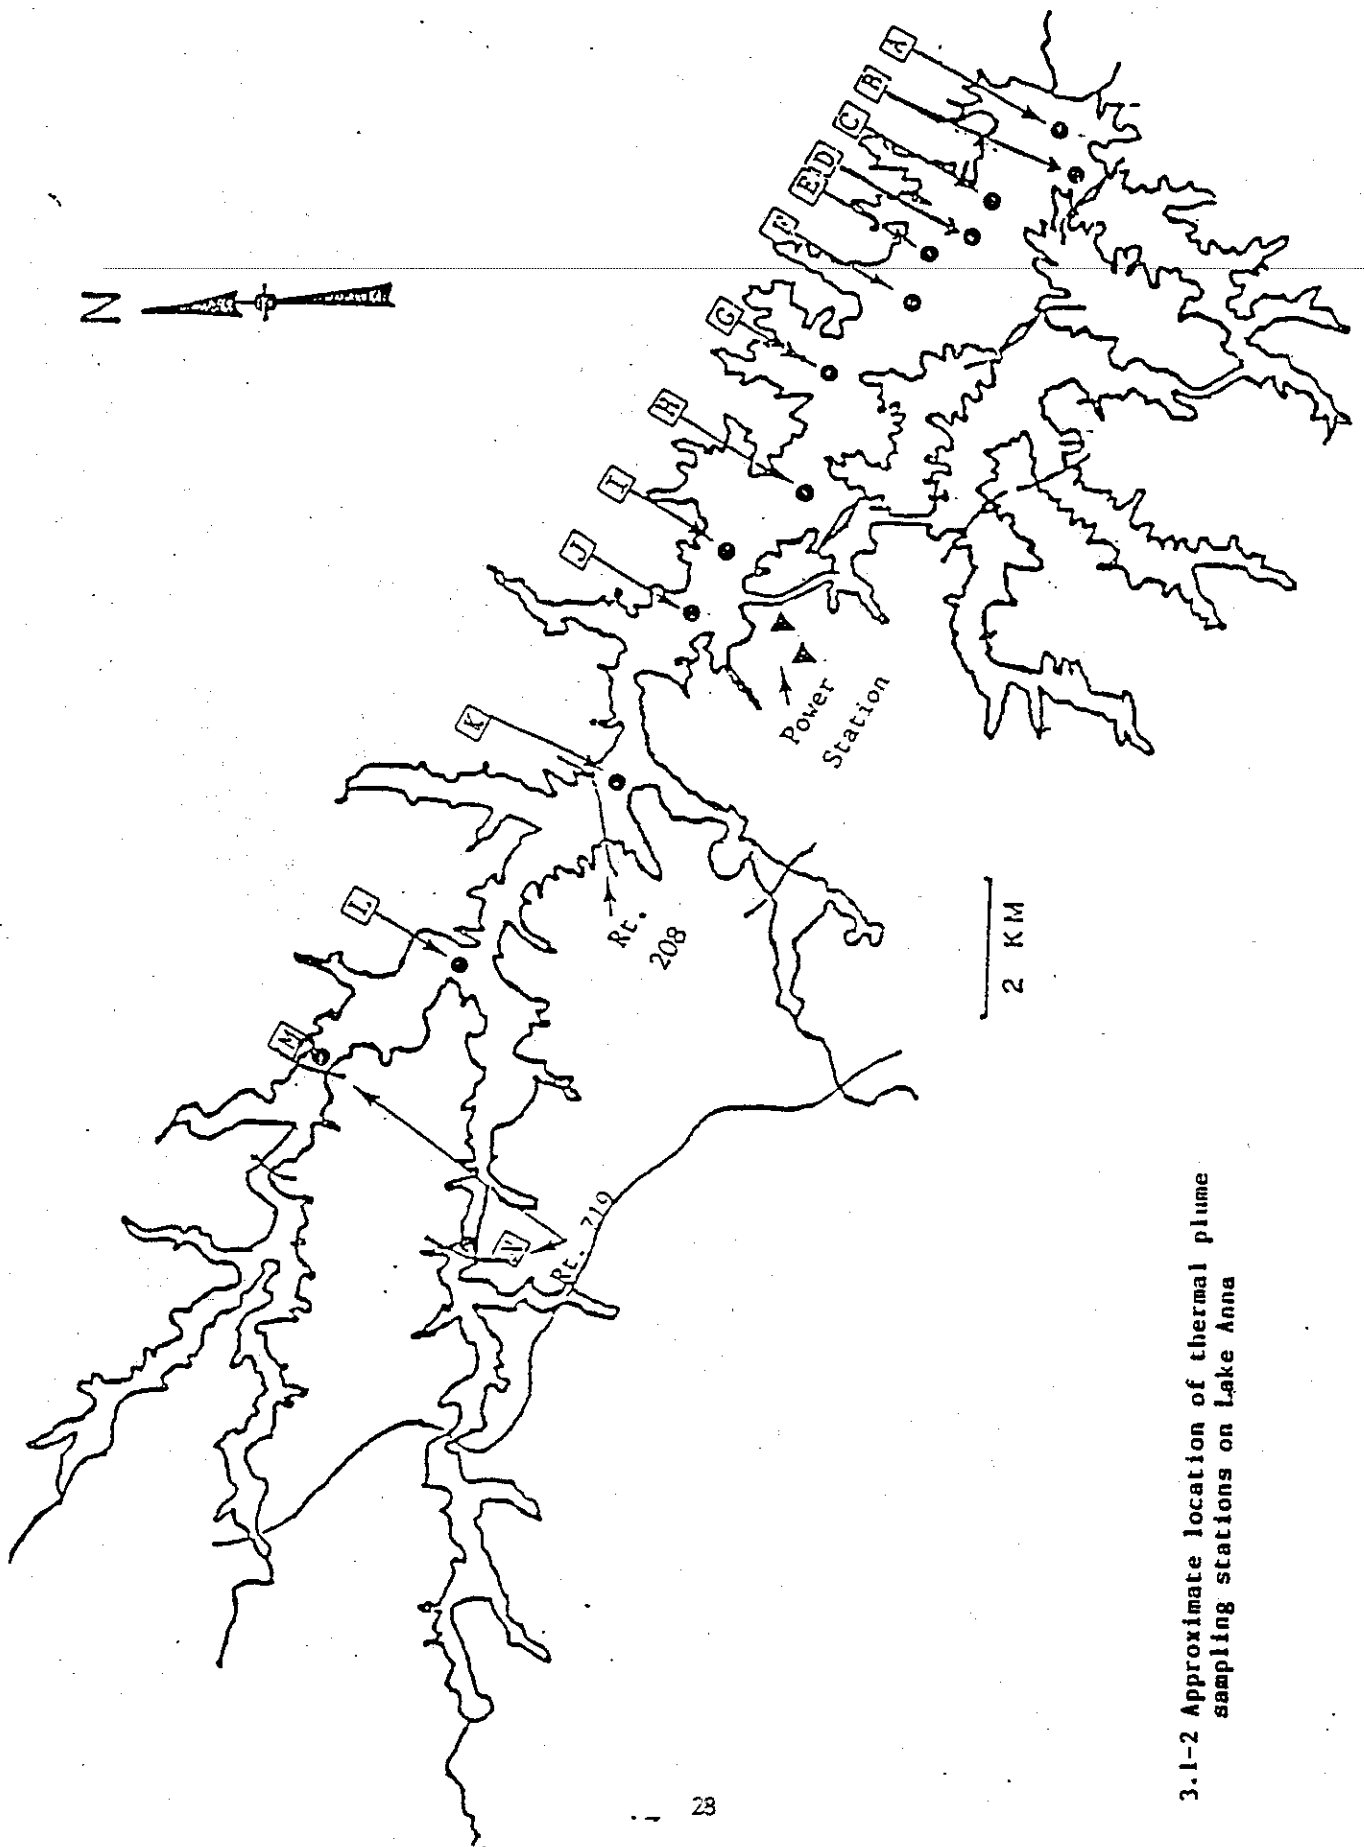 N
A
B
C
D
E
F
G
H
I
J
K
L
M
N
Power
Station
Rt.
208
Rt. 719
2 KM
3.1-2 Approximate location of thermal plume
sampling stations on Lake Anna
28